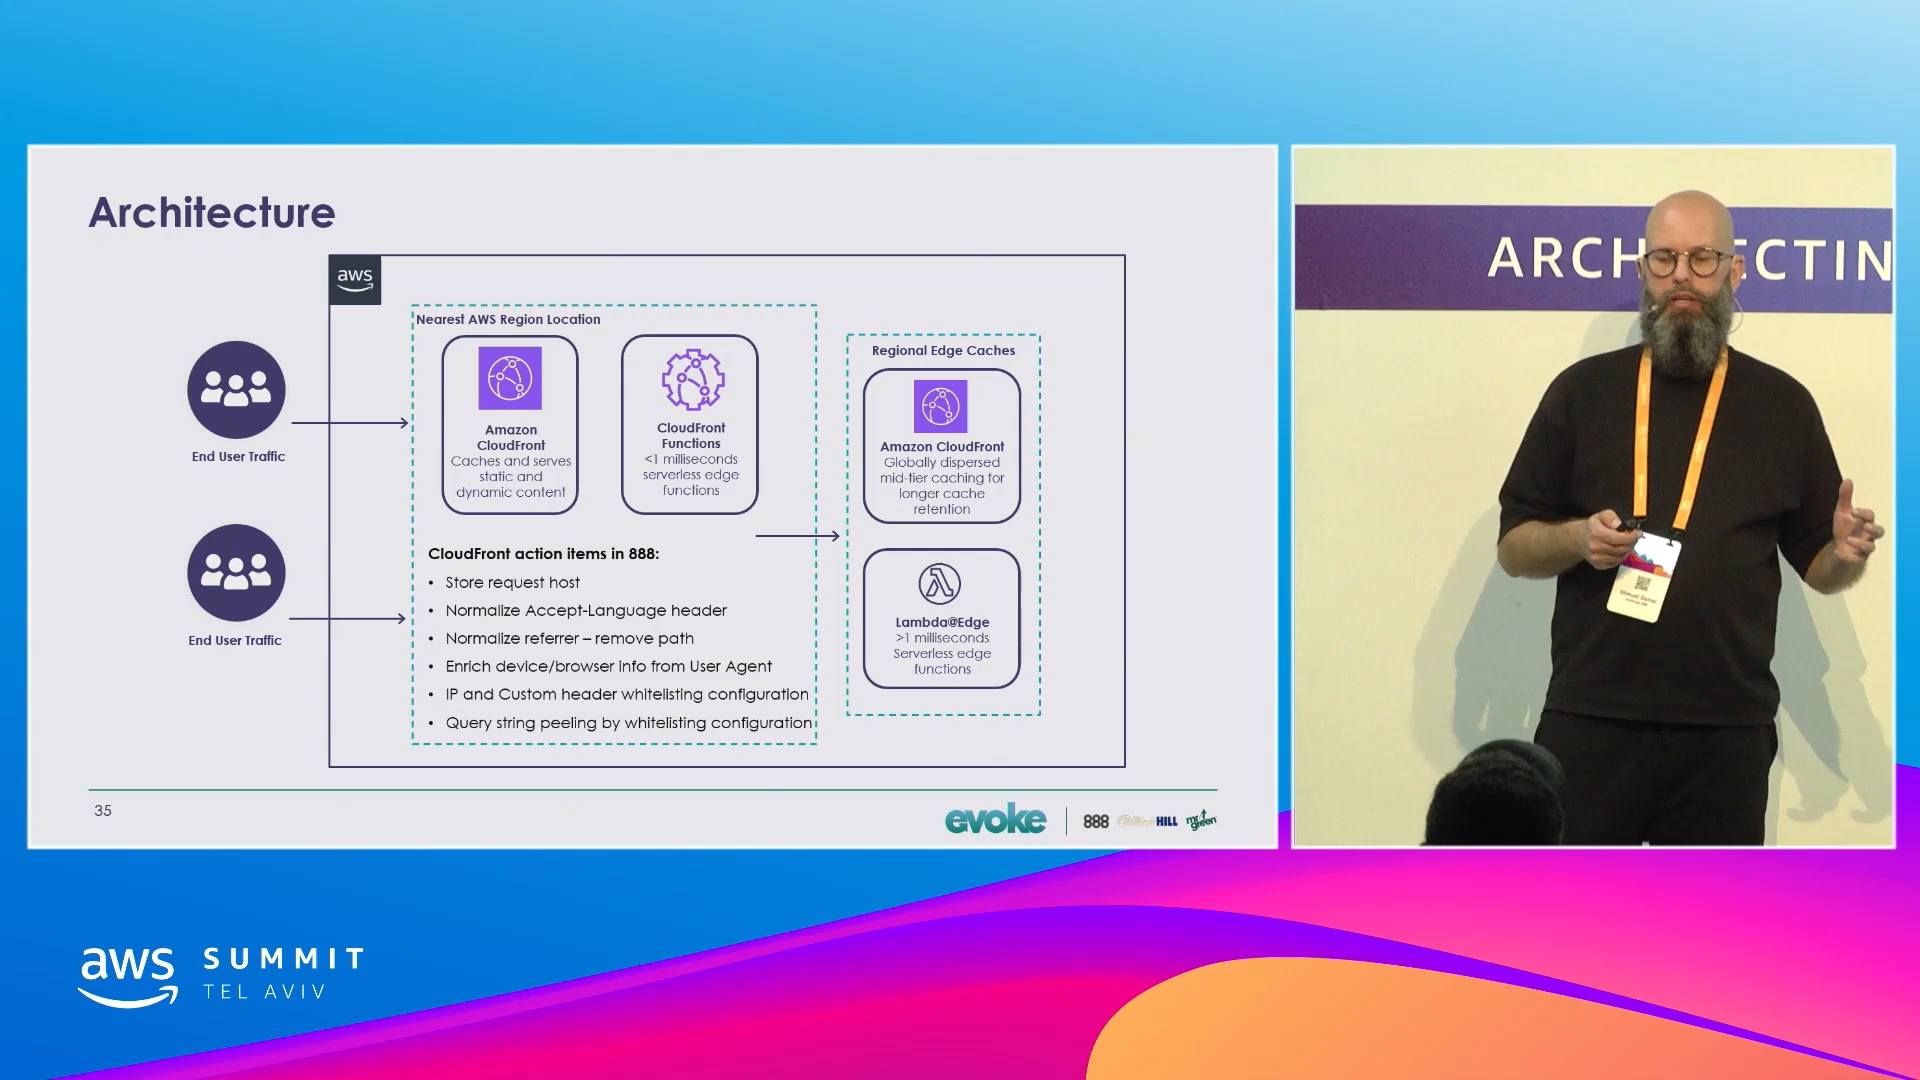 Architecture
aws
Nearest AWS Region Location
Amazon
CloudFront
Caches and serves
static and
dynamic content
CloudFront
Functions
<1 milliseconds
serverless edge
functions
Regional Edge Caches
Amazon CloudFront
Globally dispersed
mid-tier caching for
longer cache
retention
Lambda@Edge
>1 milliseconds
Serverless edge
functions
End User Traffic
End User Traffic
CloudFront action items in 888:
• Store request host
• Normalize Accept-Language header
• Normalize referrer – remove path
• Enrich device/browser info from User Agent
• IP and Custom header whitelisting configuration
• Query string peeling by whitelisting configuration
35
evoke
888
William HILL
mr green
ARCH ECTIN
aws SUMMIT
TEL AVIV